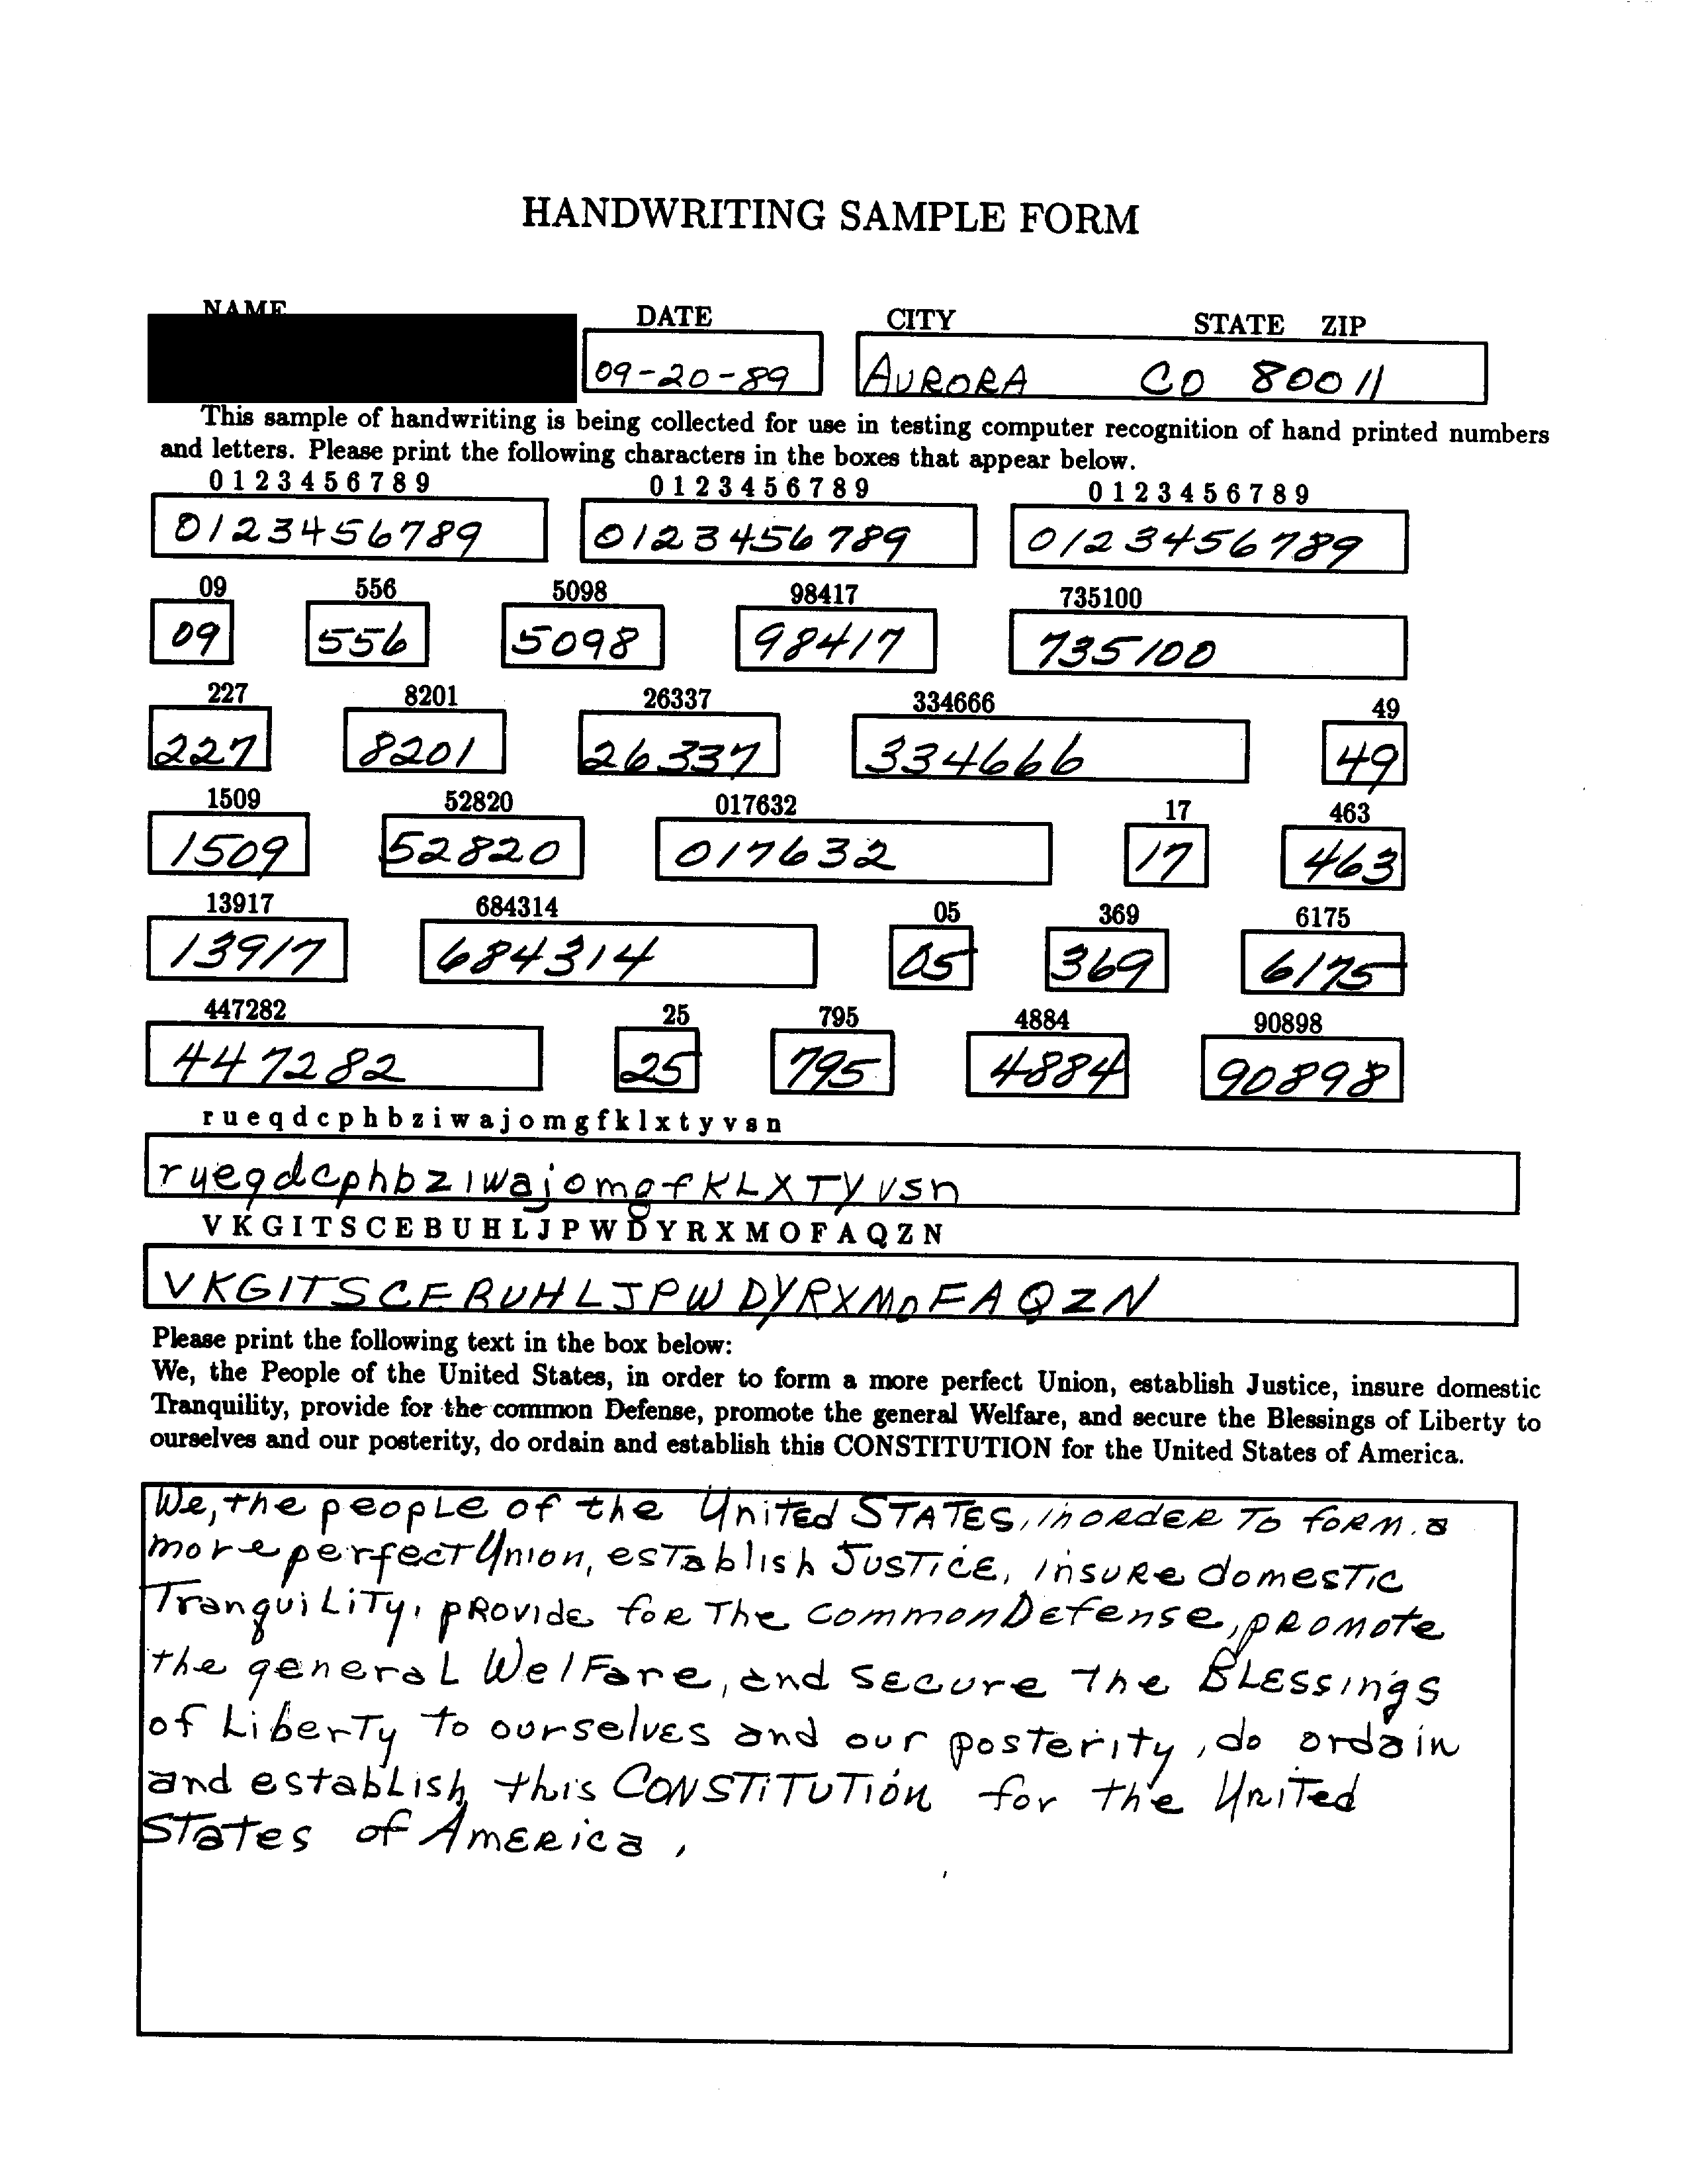 HANDWRITING SAMPLE FORM
NAME DATE CITY STATE ZIP
09-20-89 AURORA CO 80011
This sample of handwriting is being collected for use in testing computer recognition of hand printed numbers
and letters. Please print the following characters in the boxes that appear below.
0 1 2 3 4 5 6 7 8 9 0 1 2 3 4 5 6 7 8 9 0 1 2 3 4 5 6 7 8 9
0123456789 0123456789 0123456789
09 556 5098 98417 735100
09 556 5098 98417 735100
227 8201 26337 334666 49
227 8201 26337 334666 49
1509 52820 017632 17 463
1509 52820 017632 17 463
13917 684314 05 369 6175
13917 684314 05 369 6175
447282 25 795 4884 90898
447282 25 795 4884 90898
r u e q d c p h b z i w a j o m g f k l x t y v s n
rueqdcphbziwajomgfKLXTyvsn
V K G I T S C E B U H L J P W D Y R X M O F A Q Z N
VKGITSCEBUHLJPWDYRXMOFAQZN
Please print the following text in the box below:
We, the People of the United States, in order to form a more perfect Union, establish Justice, insure domestic
Tranquility, provide for the common Defense, promote the general Welfare, and secure the Blessings of Liberty to
ourselves and our posterity, do ordain and establish this CONSTITUTION for the United States of America.
We, the peopLe of the UniTed STATES, in ORdER To foRM. a
more perfecT Union, esTablish JUSTiCE, insuRe domesTic
TranquiLiTy, pRoviDe foR The common Defense, pRomote
the generaL WelFare, and secure The BLEssings
of LiberTy to ourselves and our posTerity, do ordain
and establish this CONSTiTUTion for the UniTed
STaTes of AmERica.